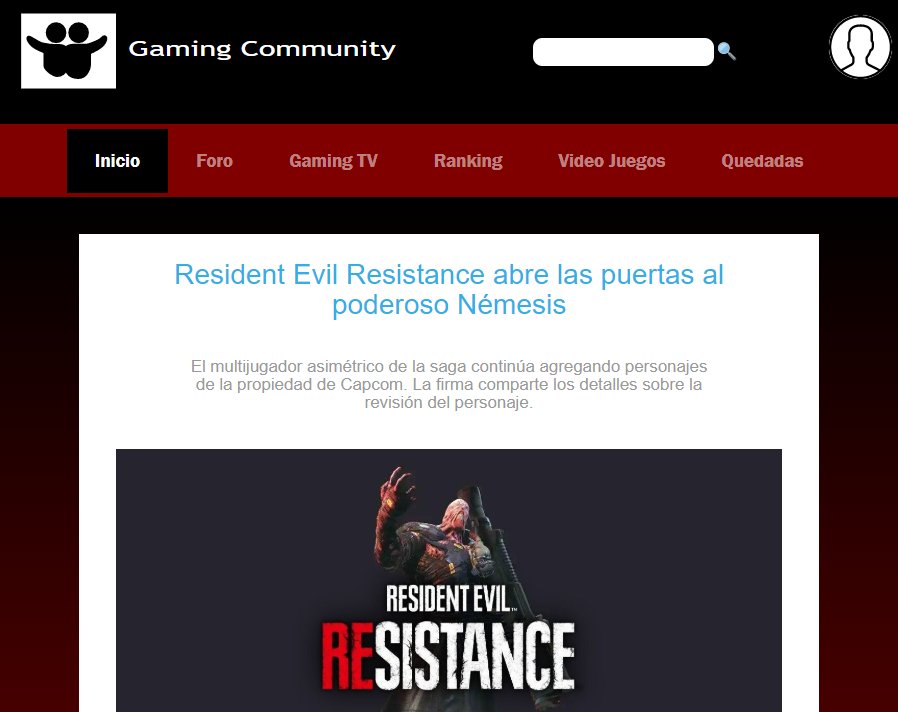 Gaming Community
Inicio Foro Gaming TV Ranking Video Juegos Quedadas
Resident Evil Resistance abre las puertas al
poderoso Némesis
El multijugador asimétrico de la saga continúa agregando personajes
de la propiedad de Capcom. La firma comparte los detalles sobre la
revisión del personaje.
RESIDENT EVIL™
RESISTANCE